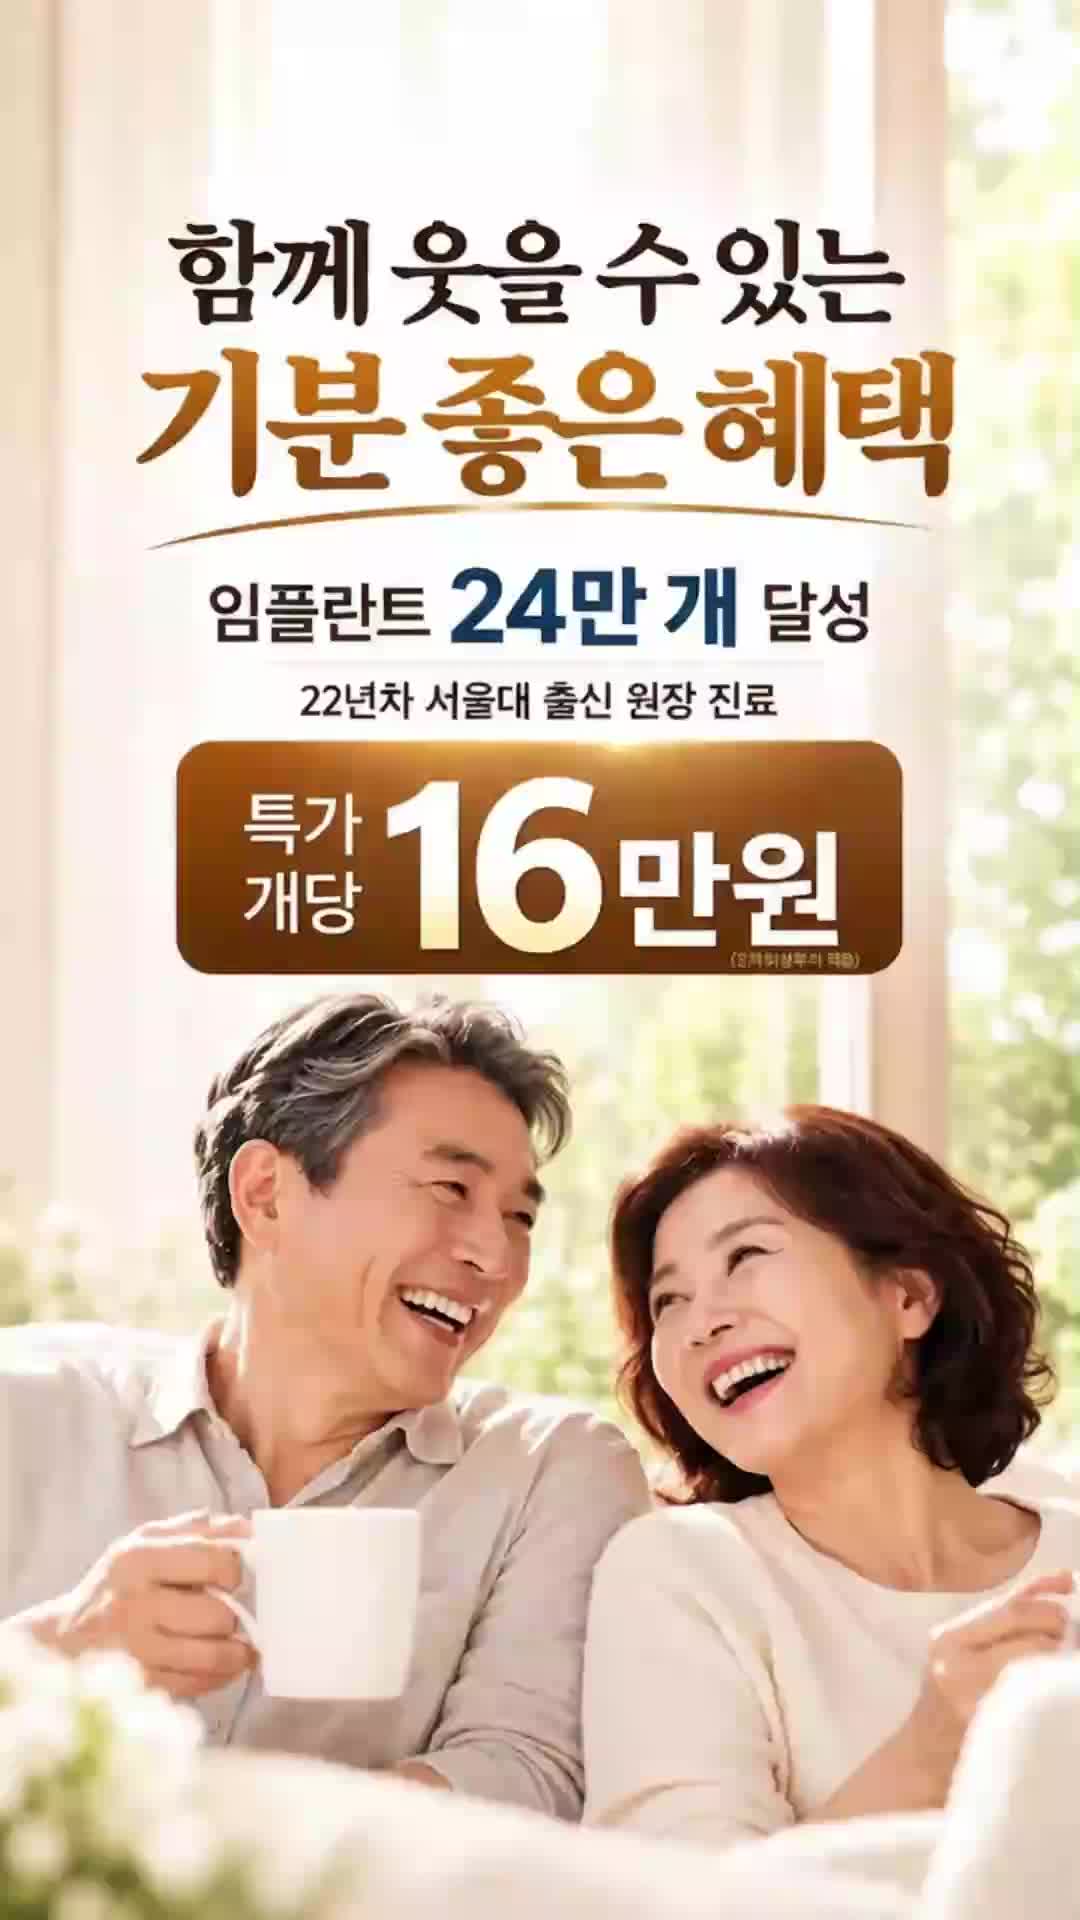 함께 웃을 수 있는
기분 좋은 혜택
임플란트 24만 개 달성
22년차 서울대 출신 원장 진료
특가
개당
16만원